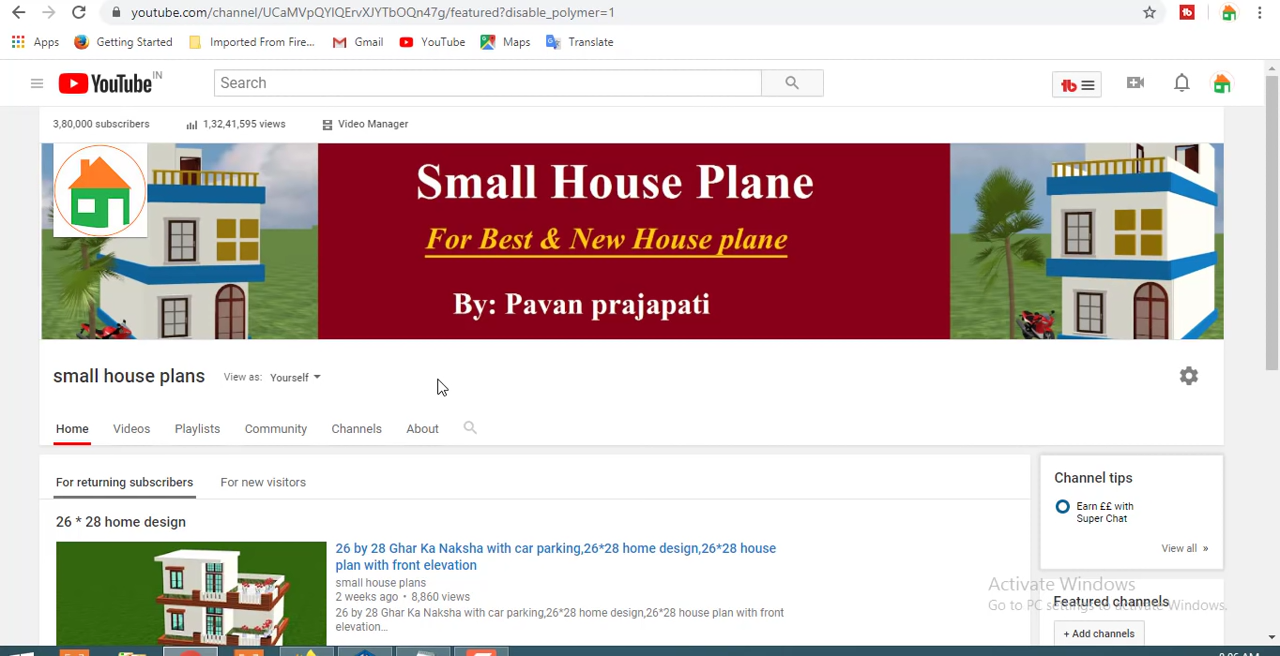 youtube.com/channel/UCaMVpQYlQErvXJYTbOQn47g/featured?disable_polymer=1
Apps Getting Started Imported From Fire... Gmail YouTube Maps Translate
YouTube IN Search
3,80,000 subscribers 1,32,41,595 views Video Manager
Small House Plane
For Best & New House plane
By: Pavan prajapati
small house plans View as: Yourself
Home Videos Playlists Community Channels About
For returning subscribers For new visitors
Channel tips
Earn ££ with
Super Chat
View all »
26 * 28 home design
26 by 28 Ghar Ka Naksha with car parking,26*28 home design,26*28 house
plan with front elevation
small house plans
2 weeks ago • 8,860 views
26 by 28 Ghar Ka Naksha with car parking,26*28 home design,26*28 house plan with front
elevation...
Activate Windows
Go to PC settings to activate Windows.
Featured channels
+ Add channels